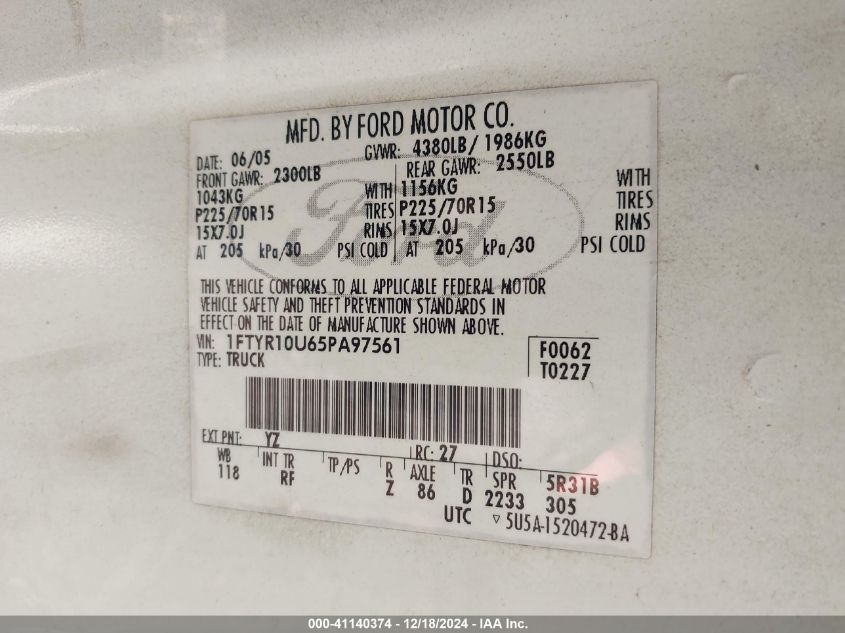 MFD. BY FORD MOTOR CO.
DATE: 06/05 GVWR: 4380LB/ 1986KG
FRONT GAWR: 2300LB REAR GAWR: 2550LB
1043KG WITH 1156KG WITH
P225/70R15 TIRES P225/70R15 TIRES
15X7.0J RIMS 15X7.0J RIMS
AT 205 kPa/30 PSI COLD AT 205 kPa/30 PSI COLD
Ford
THIS VEHICLE CONFORMS TO ALL APPLICABLE FEDERAL MOTOR
VEHICLE SAFETY AND THEFT PREVENTION STANDARDS IN
EFFECT ON THE DATE OF MANUFACTURE SHOWN ABOVE.
VIN: 1FTYR10U65PA97561 F0062
TYPE: TRUCK T0227
EXT PNT: YZ RC: 27 DSO:
WB INT TR TP/PS R AXLE TR SPR 5R31B
118 RF Z 86 D 2233 305
UTC ▽ 5U5A-1520472-BA
000-41140374 - 12/18/2024 - IAA Inc.